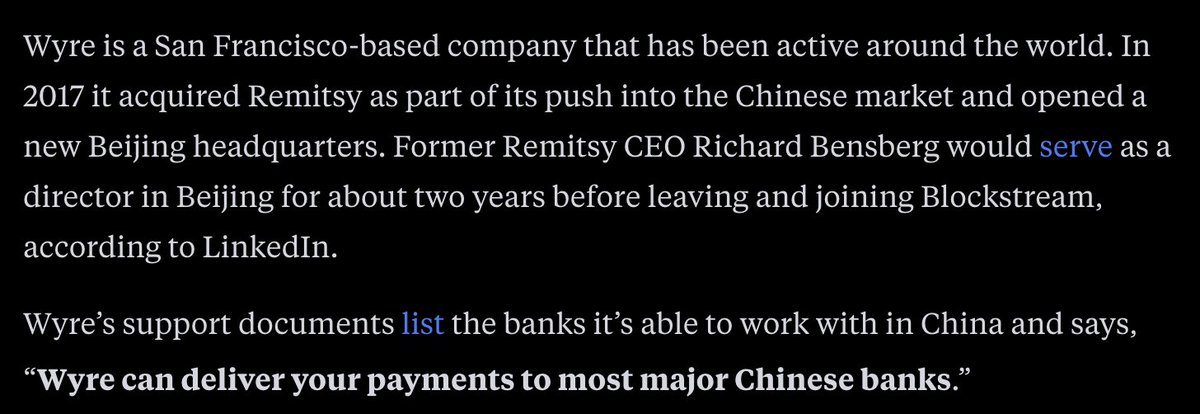 Wyre is a San Francisco-based company that has been active around the world. In
2017 it acquired Remitsy as part of its push into the Chinese market and opened a
new Beijing headquarters. Former Remitsy CEO Richard Bensberg would serve as a
director in Beijing for about two years before leaving and joining Blockstream,
according to LinkedIn.
Wyre’s support documents list the banks it’s able to work with in China and says,
“Wyre can deliver your payments to most major Chinese banks.”